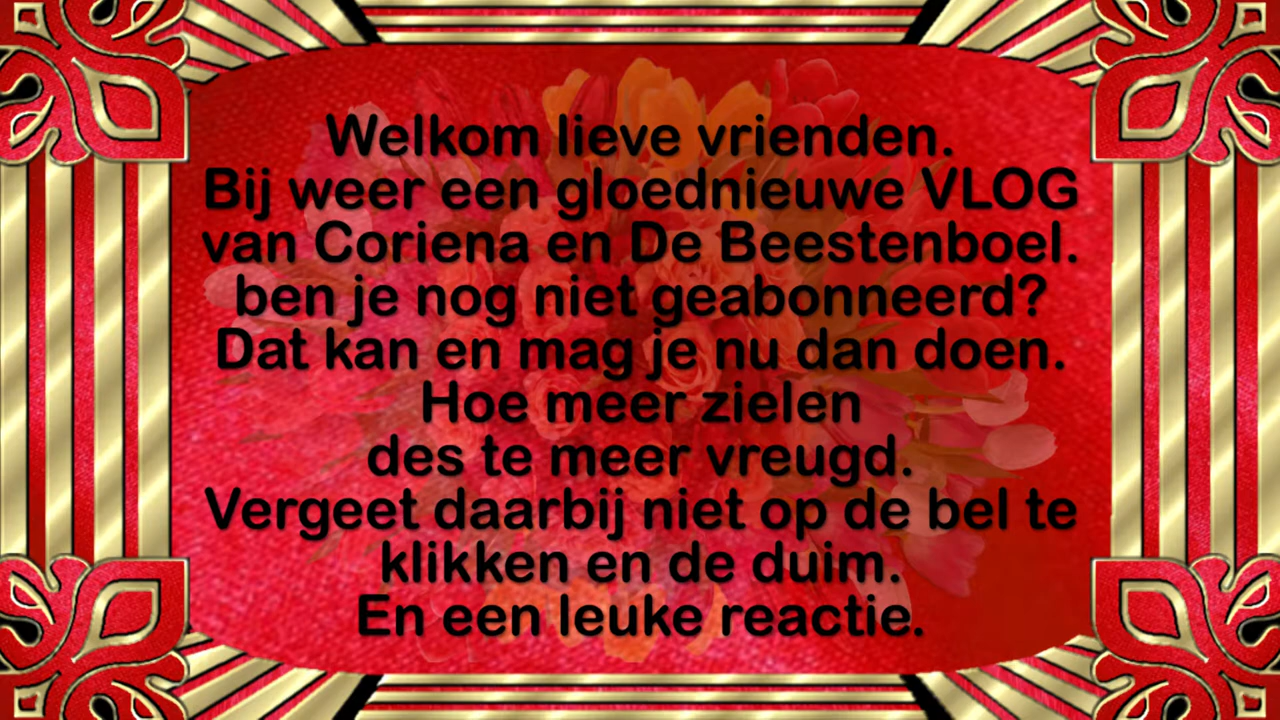 Welkom lieve vrienden.
Bij weer een gloednieuwe VLOG
van Coriena en De Beestenboel.
ben je nog niet geabonneerd?
Dat kan en mag je nu dan doen.
Hoe meer zielen
des te meer vreugd.
Vergeet daarbij niet op de bel te
klikken en de duim.
En een leuke reactie.